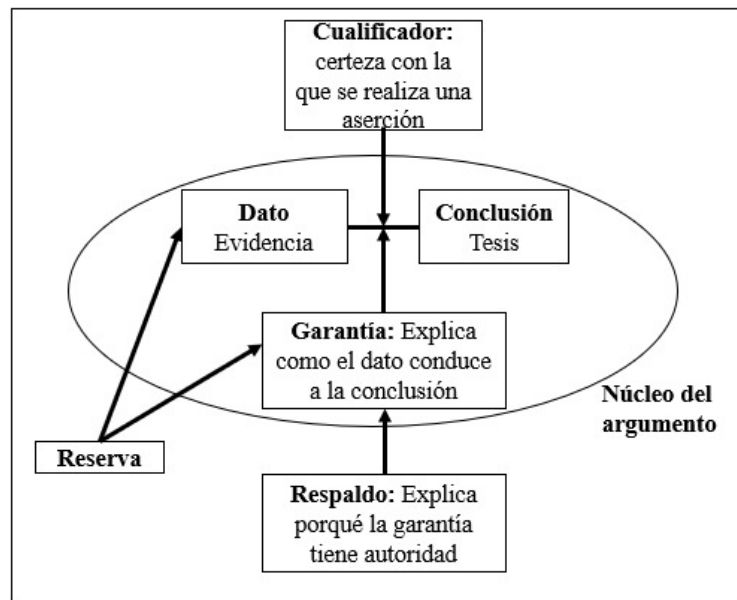 Cualificador:
certeza con la
que se realiza una
aserción
Dato
Evidencia
Conclusión
Tesis
Garantía: Explica
como el dato conduce
a la conclusión
Núcleo del
argumento
Reserva
Respaldo: Explica
porqué la garantía
tiene autoridad